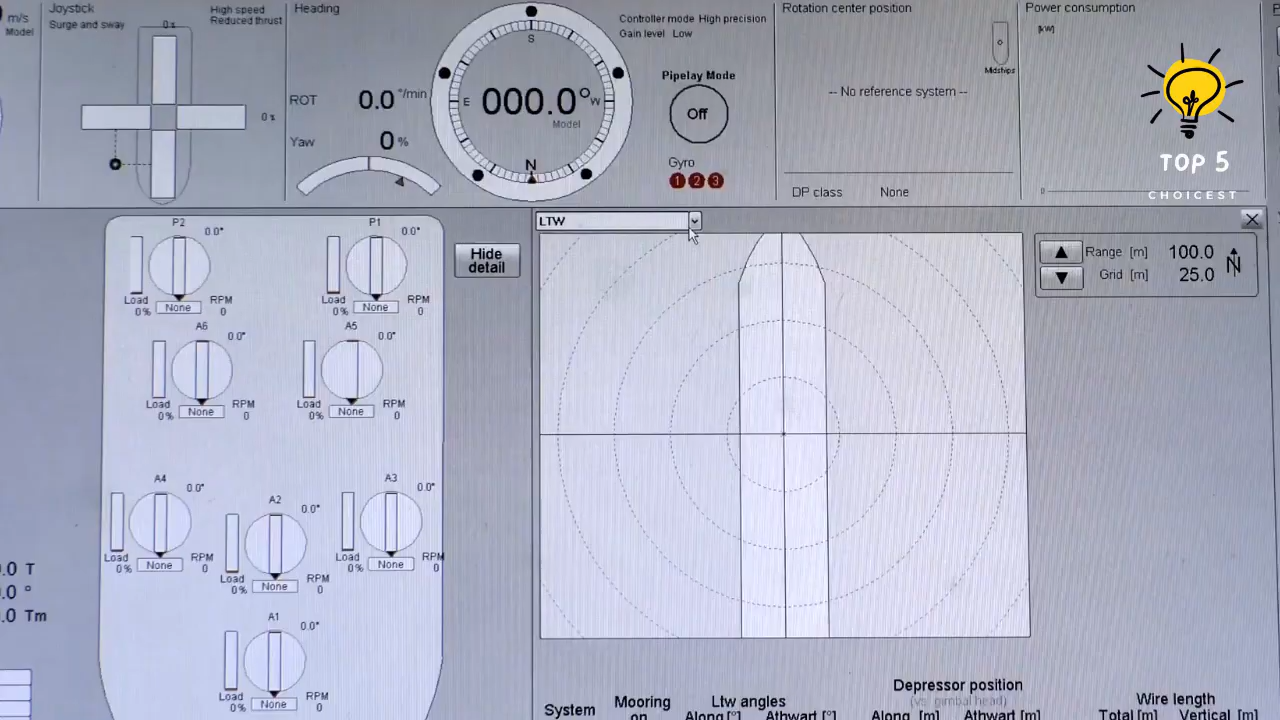 m/s
Model
Joystick
Surge and sway
0 %
High speed
Reduced thrust
0 %
Heading
ROT 0.0 °/min
Yaw 0 %
S
E 000.0° W
Model
N
Controller mode High precision
Gain level Low
Pipelay Mode
Off
Gyro
1 2 3
Rotation center position
Midships
-- No reference system --
DP class None
Power consumption
[kW]
0
TOP 5
CHOICEST
P2
0.0°
Load
0%
None
RPM
0
P1
0.0°
Load
0%
None
RPM
0
A6
0.0°
Load
0%
None
RPM
0
A5
0.0°
Load
0%
None
RPM
0
A4
0.0°
Load
0%
None
RPM
0
A2
0.0°
Load
0%
None
RPM
0
A3
0.0°
Load
0%
None
RPM
0
A1
0.0°
Load
0%
None
RPM
0
.0 T
.0 °
.0 Tm
Hide
detail
LTW
Range [m] 100.0
Grid [m] 25.0
N
System
Mooring
on
Ltw angles
Along [°] Athwart [°]
Depressor position
(vs. gimbal head)
Along [m] Athwart [m]
Wire length
Total [m] Vertical [m]